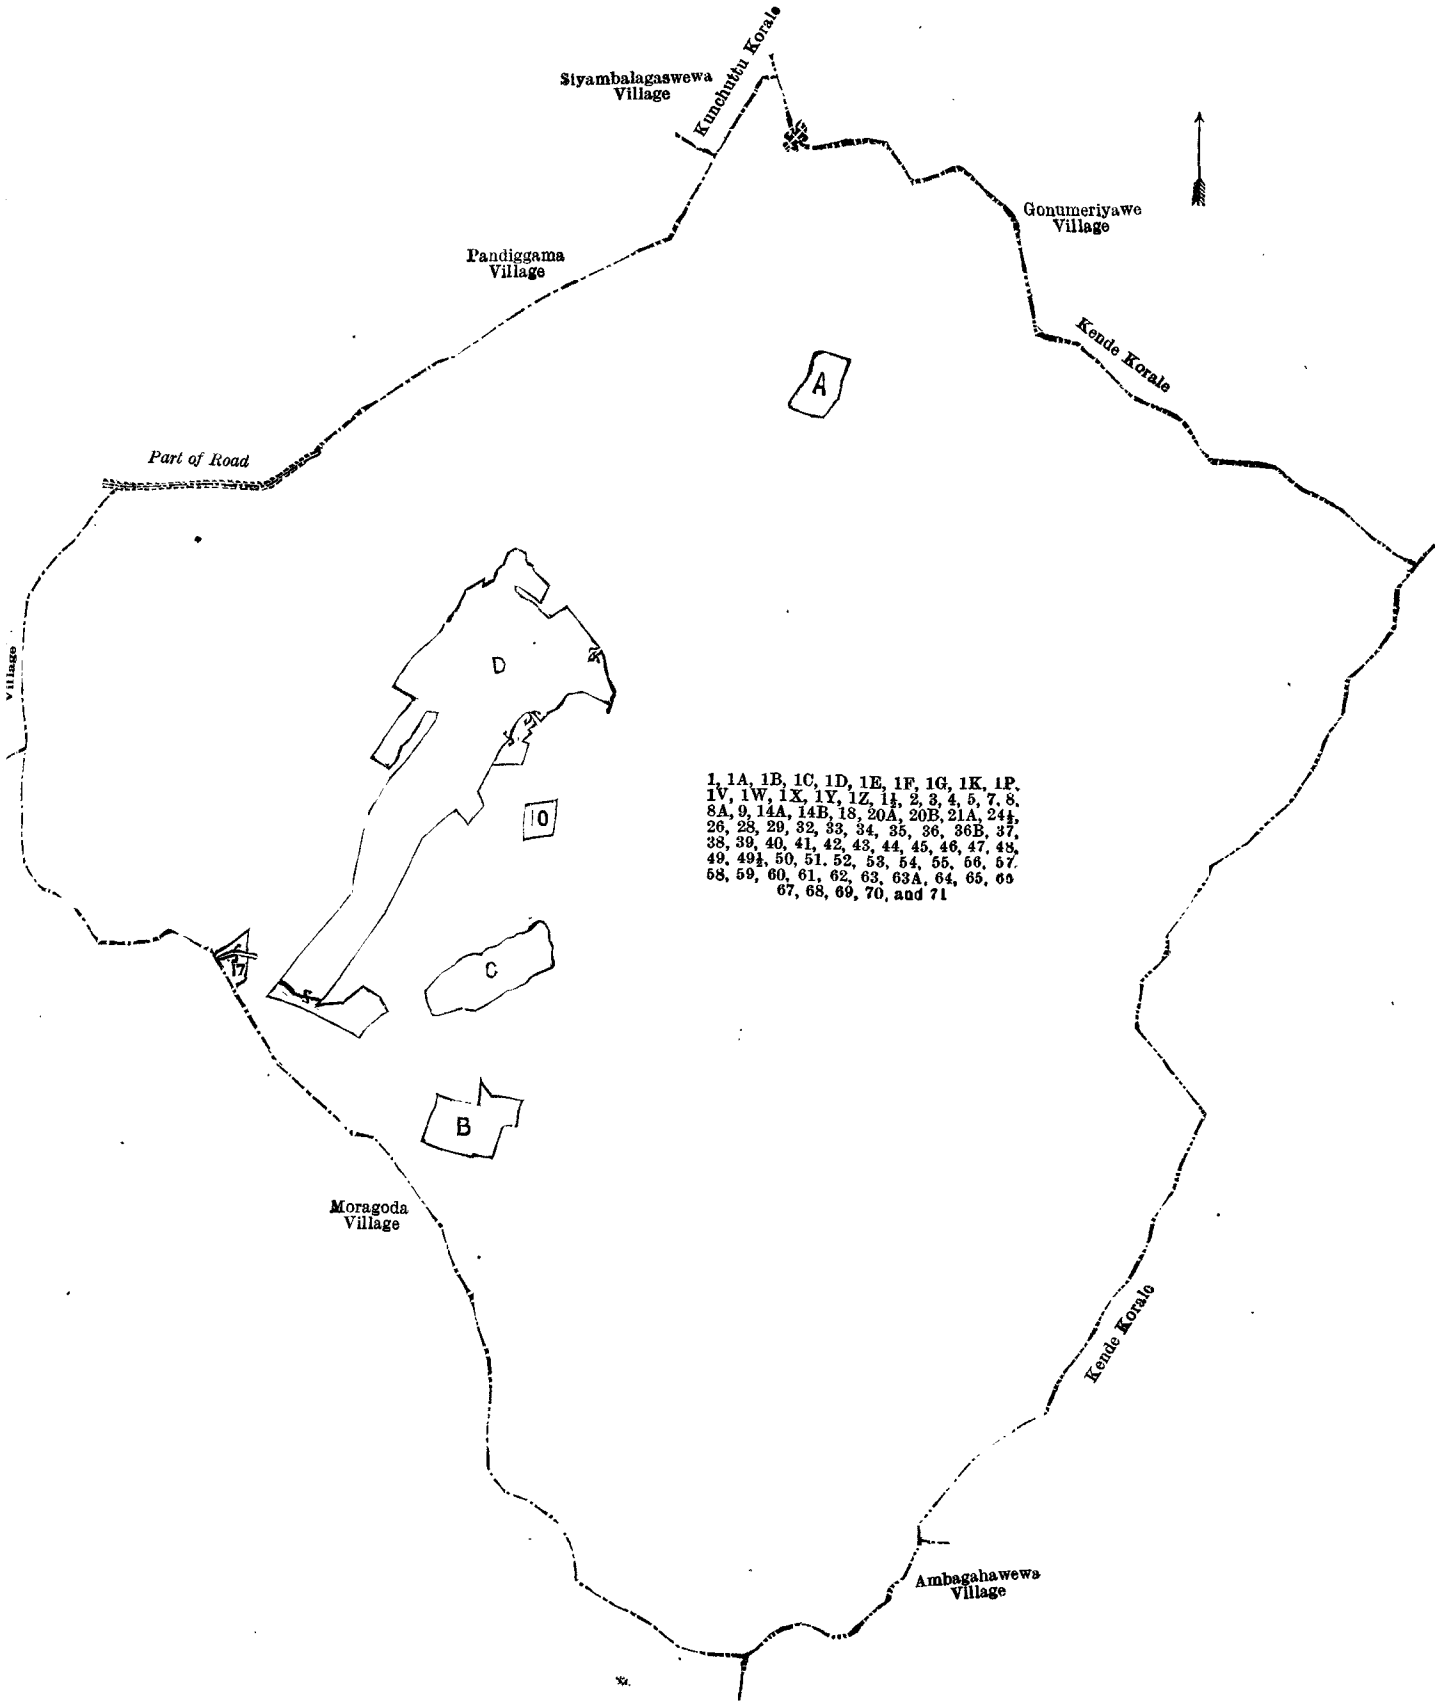 Kunchuttu Korale
Siyambalagaswewa
Village
Gonumeriyawe
Village
Pandiggama
Village
Kende Korale
A
Part of Road
Village
D
1, 1A, 1B, 1C, 1D, 1E, 1F, 1G, 1K, 1P,
1V, 1W, 1X, 1Y, 1Z, 1½, 2, 3, 4, 5, 7, 8,
8A, 9, 14A, 14B, 18, 20A, 20B, 21A, 24½,
26, 28, 29, 32, 33, 34, 35, 36, 36B, 37,
38, 39, 40, 41, 42, 43, 44, 45, 46, 47, 48,
49, 49½, 50, 51, 52, 53, 54, 55, 56, 57,
58, 59, 60, 61, 62, 63, 63A, 64, 65, 66
67, 68, 69, 70, and 71
10
C
17
B
Moragoda
Village
Kende Korale
Ambagahawewa
Village